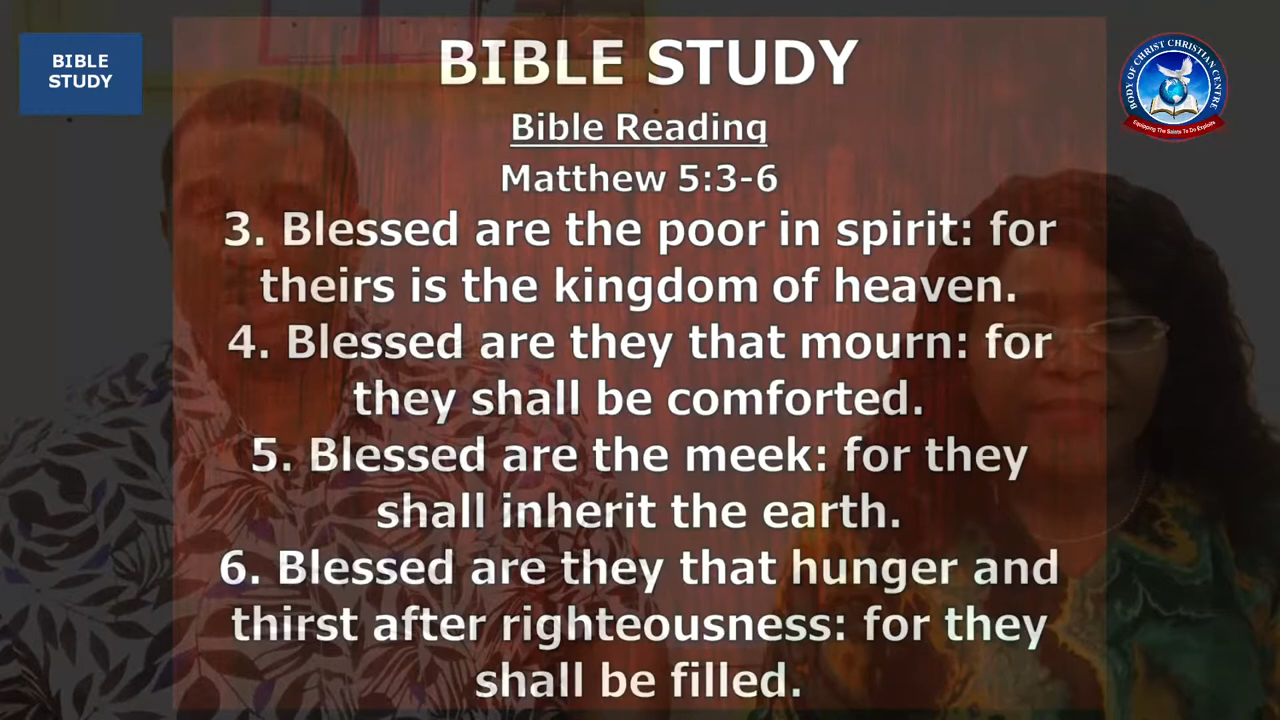 BIBLE
STUDY
BIBLE STUDY
Bible Reading
Matthew 5:3-6
3. Blessed are the poor in spirit: for
theirs is the kingdom of heaven.
4. Blessed are they that mourn: for
they shall be comforted.
5. Blessed are the meek: for they
shall inherit the earth.
6. Blessed are they that hunger and
thirst after righteousness: for they
shall be filled.
BODY OF CHRIST CHRISTIAN CENTRE
Equipping The Saints To Do Exploits